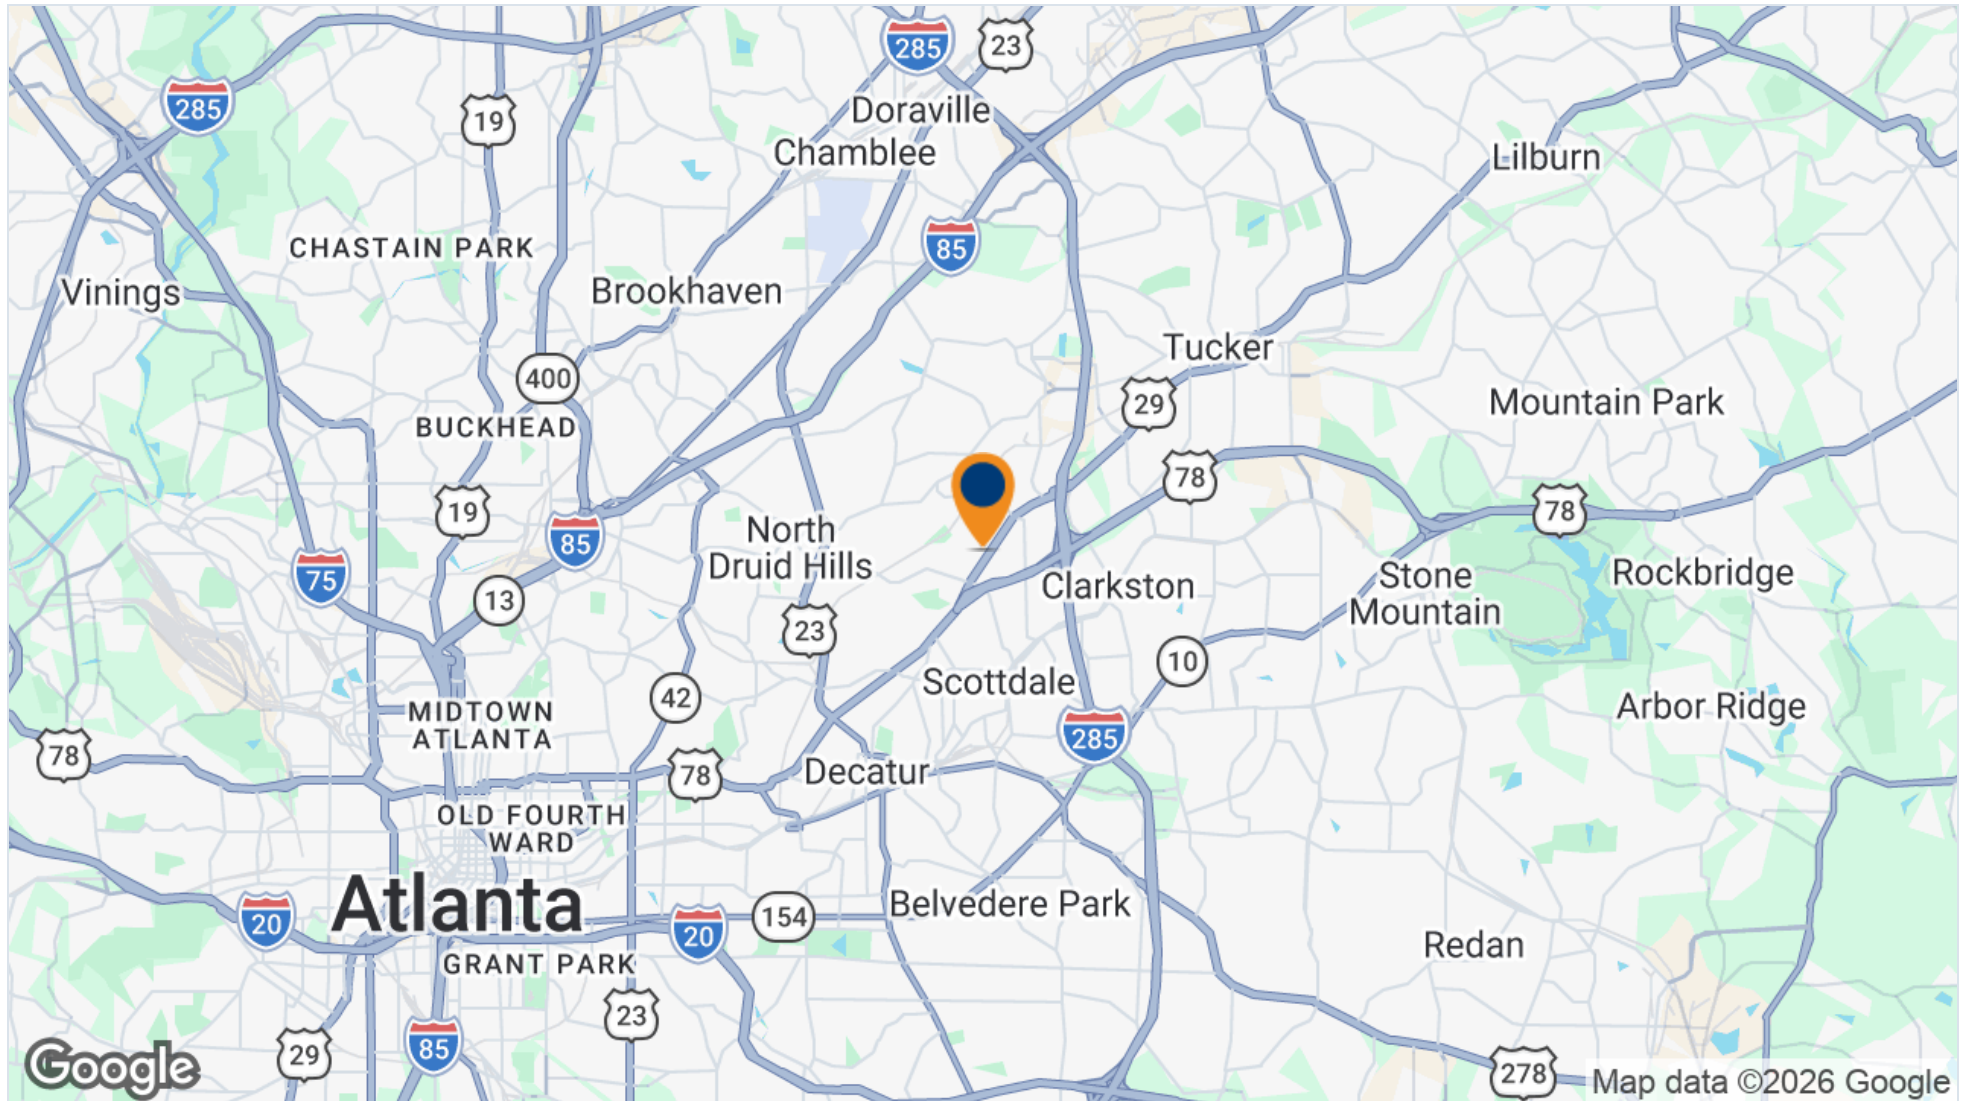 285
23
19
Doraville
285
Chamblee
Lilburn
85
CHASTAIN PARK
Vinings
Brookhaven
Tucker
400
29
Mountain Park
BUCKHEAD
78
19
78
North
Druid Hills
85
75
Clarkston
Stone
Mountain
Rockbridge
13
23
10
Scottdale
42
Arbor Ridge
MIDTOWN
ATLANTA
285
78
78
Decatur
OLD FOURTH
WARD
Atlanta
Belvedere Park
20
154
20
Redan
GRANT PARK
23
85
29
Google
278
Map data ©2026 Google